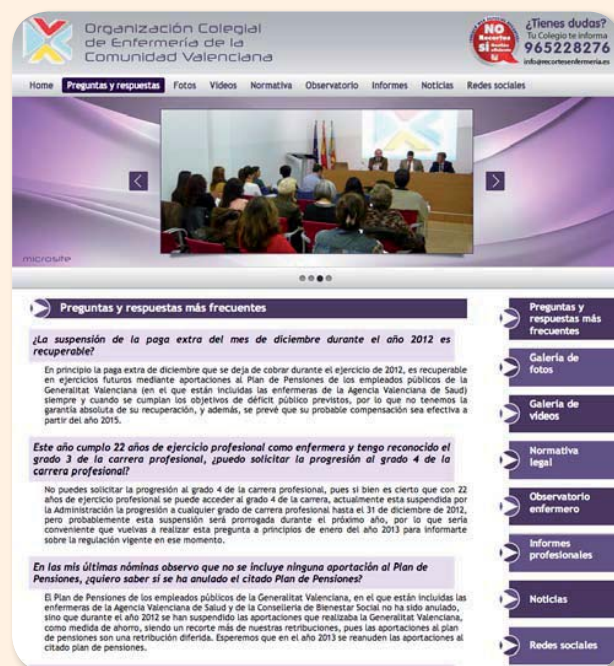 Organización Colegial
de Enfermería de la
Comunidad Valenciana
NO
Recortes
SÍ
¿Tienes dudas?
Tu Colegio te informa
965228276
info@recortesenfermeria.es
Home Preguntas y respuestas Fotos Videos Normativa Observatorio Informes Noticias Redes sociales
microsite
Preguntas y respuestas más frecuentes
¿La suspensión de la paga extra del mes de diciembre durante el año 2012 es
recuperable?
En principio la paga extra de diciembre que se deja de cobrar durante el ejercicio de 2012, es recuperable
en ejercicios futuros mediante aportaciones al Plan de Pensiones de los empleados públicos de la
Generalitat Valenciana (en el que están incluidas las enfermeras de la Agencia Valenciana de Saud)
siempre y cuando se cumplan los objetivos de déficit público previstos, por lo que no tenemos la
garantía absoluta de su recuperación, y además, se prevé que su probable compensación sea efectiva a
partir del año 2015.
Este año cumplo 22 años de ejercicio profesional como enfermera y tengo reconocido el
grado 3 de la carrera profesional, ¿puedo solicitar la progresión al grado 4 de la
carrera profesional?
No puedes solicitar la progresión al grado 4 de la carrera profesional, pues si bien es cierto que con 22
años de ejercicio profesional se puede acceder al grado 4 de la carrera, actualmente esta suspendida por
la Administración la progresión a cualquier grado de carrera profesional hasta el 31 de diciembre de 2012,
pero probablemente esta suspensión será prorrogada durante el próximo año, por lo que sería
conveniente que vuelvas a realizar esta pregunta a principios de enero del año 2013 para informarte
sobre la regulación vigente en ese momento.
En las mis últimas nóminas observo que no se incluye ninguna aportación al Plan de
Pensiones, ¿quiero saber si se ha anulado el citado Plan de Pensiones?
El Plan de Pensiones de los empleados públicos de la Generalitat Valenciana, en el que están incluidas las
enfermeras de la Agencia Valenciana de Salud y de la Conselleria de Bienestar Social no ha sido anulado,
sino que durante el año 2012 se han suspendido las aportaciones que realizaba la Generalitat Valenciana,
como medida de ahorro, siendo un recorte más de nuestras retribuciones, pues las aportaciones al plan
de pensiones son una retribución diferida. Esperemos que en el año 2013 se reanuden las aportaciones al
citado plan de pensiones.
Preguntas y
respuestas más
frecuentes
Galería de
fotos
Galería de
vídeos
Normativa
legal
Observatorio
enfermero
Informes
profesionales
Noticias
Redes sociales